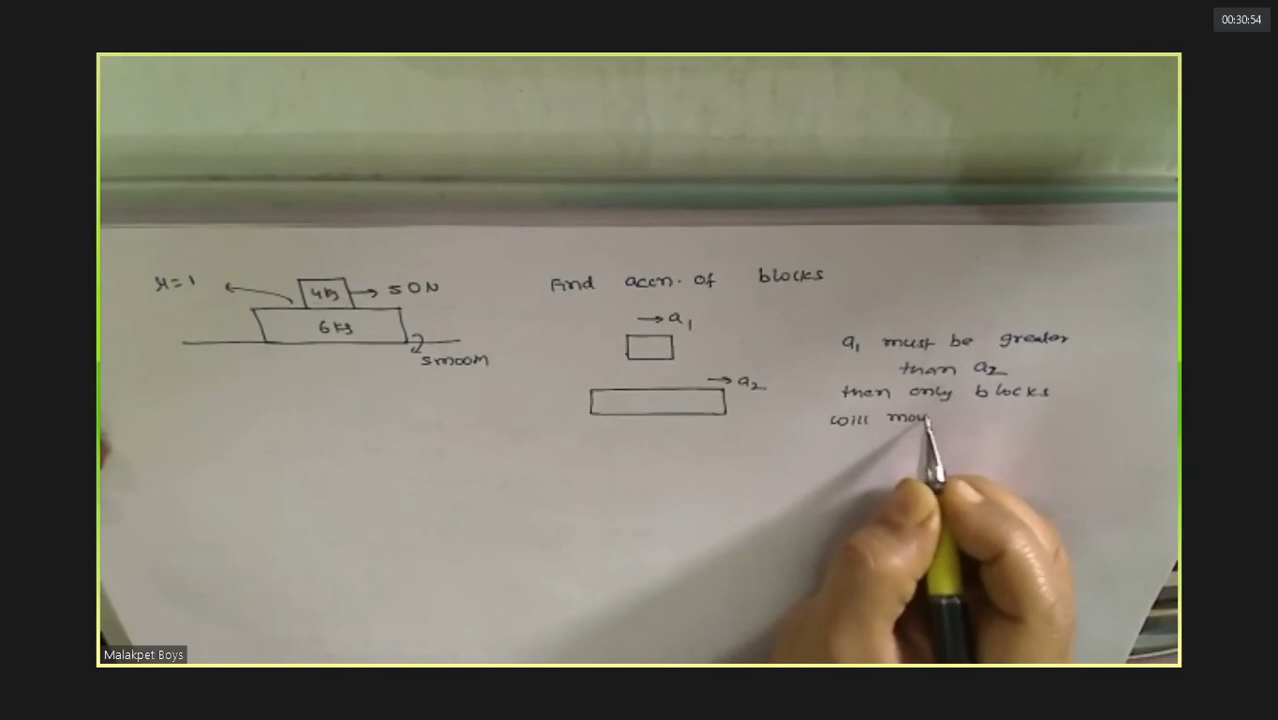 00:30:54
μ=1
4kg
50N
6kg
smooth
Find accn. of blocks
a1
a2
a1 must be greater
than a2
then only blocks
will mov
Malakpet Boys